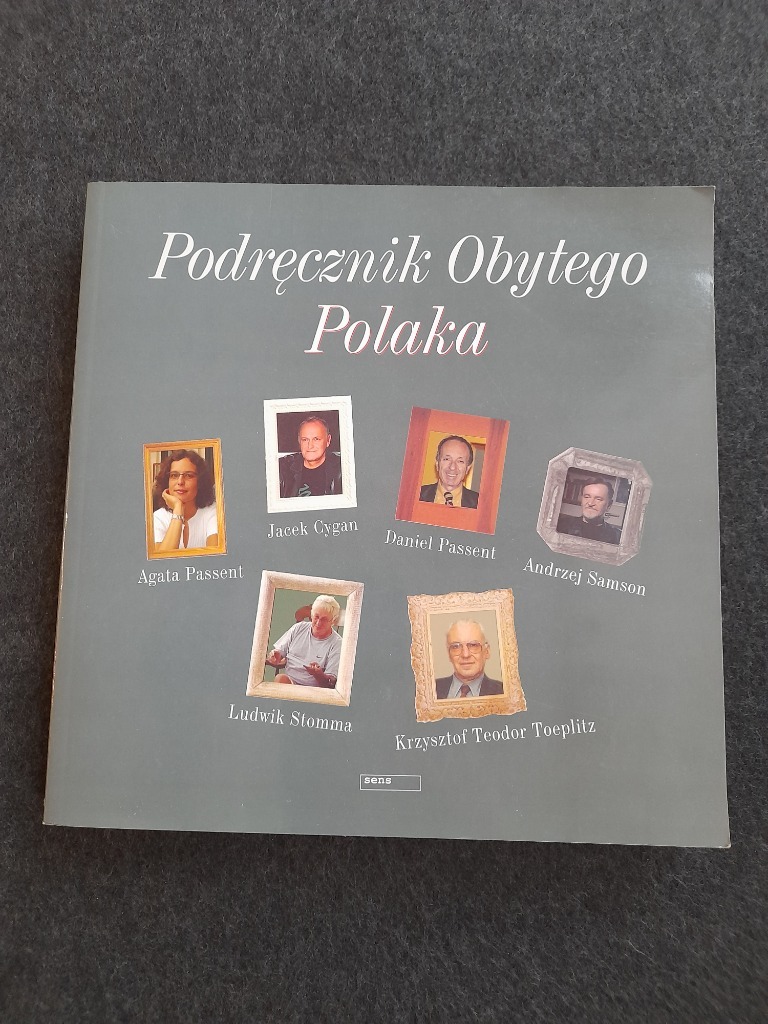 Podręcznik Obytego
Polaka
Agata Passent
Jacek Cygan
Daniel Passent
Andrzej Samson
Ludwik Stomma
Krzysztof Teodor Toeplitz
sens